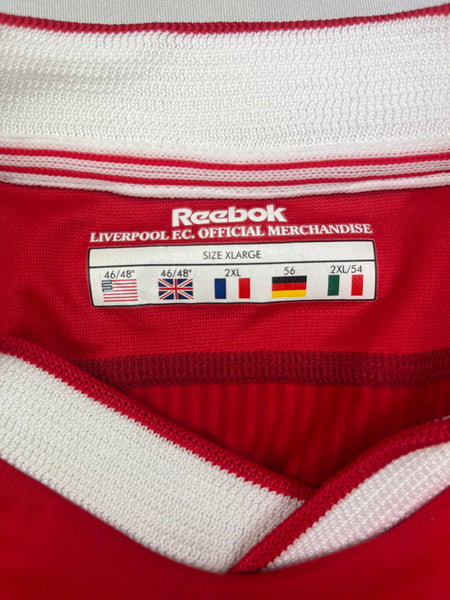 Reebok
LIVERPOOL F.C. OFFICIAL MERCHANDISE
SIZE XLARGE
46/48" 46/48" 2XL 56 2XL/54